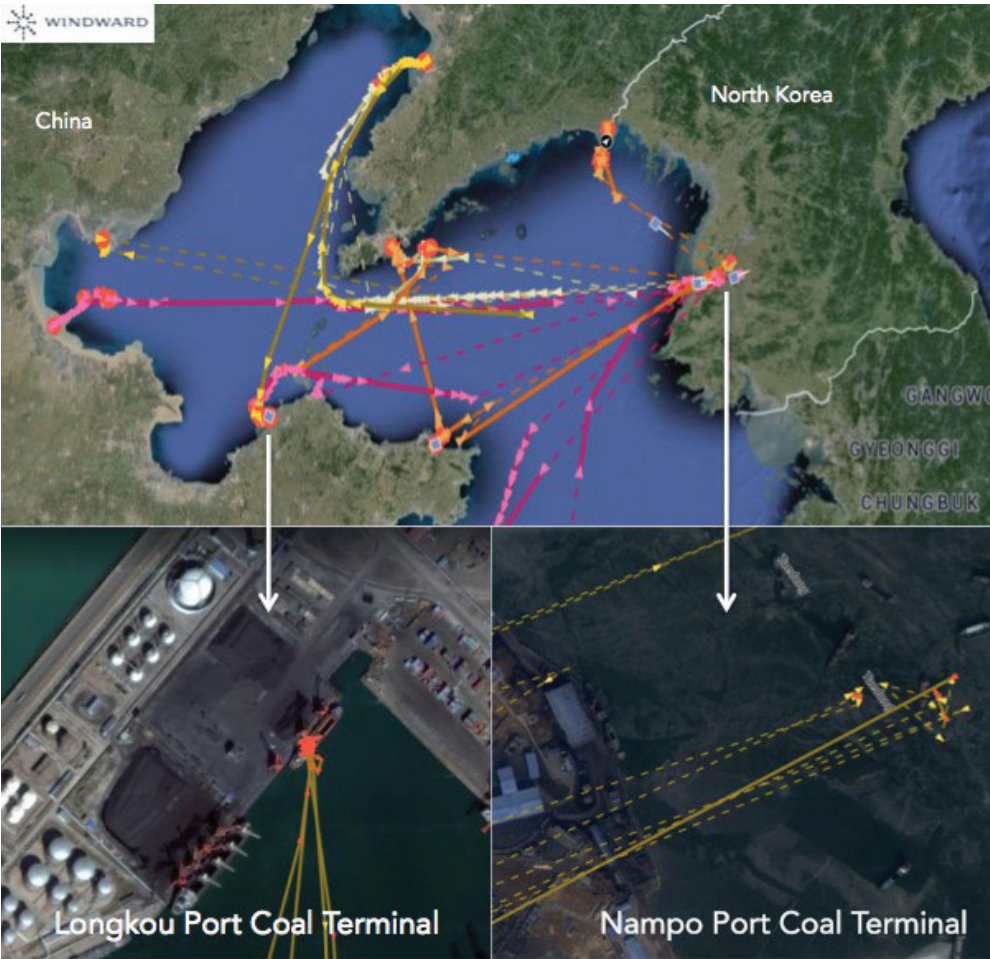 WINDWARD
China
North Korea
GANGWO
GYEONGGI
CHUNGBUK
Longkou Port Coal Terminal
Nampo Port Coal Terminal